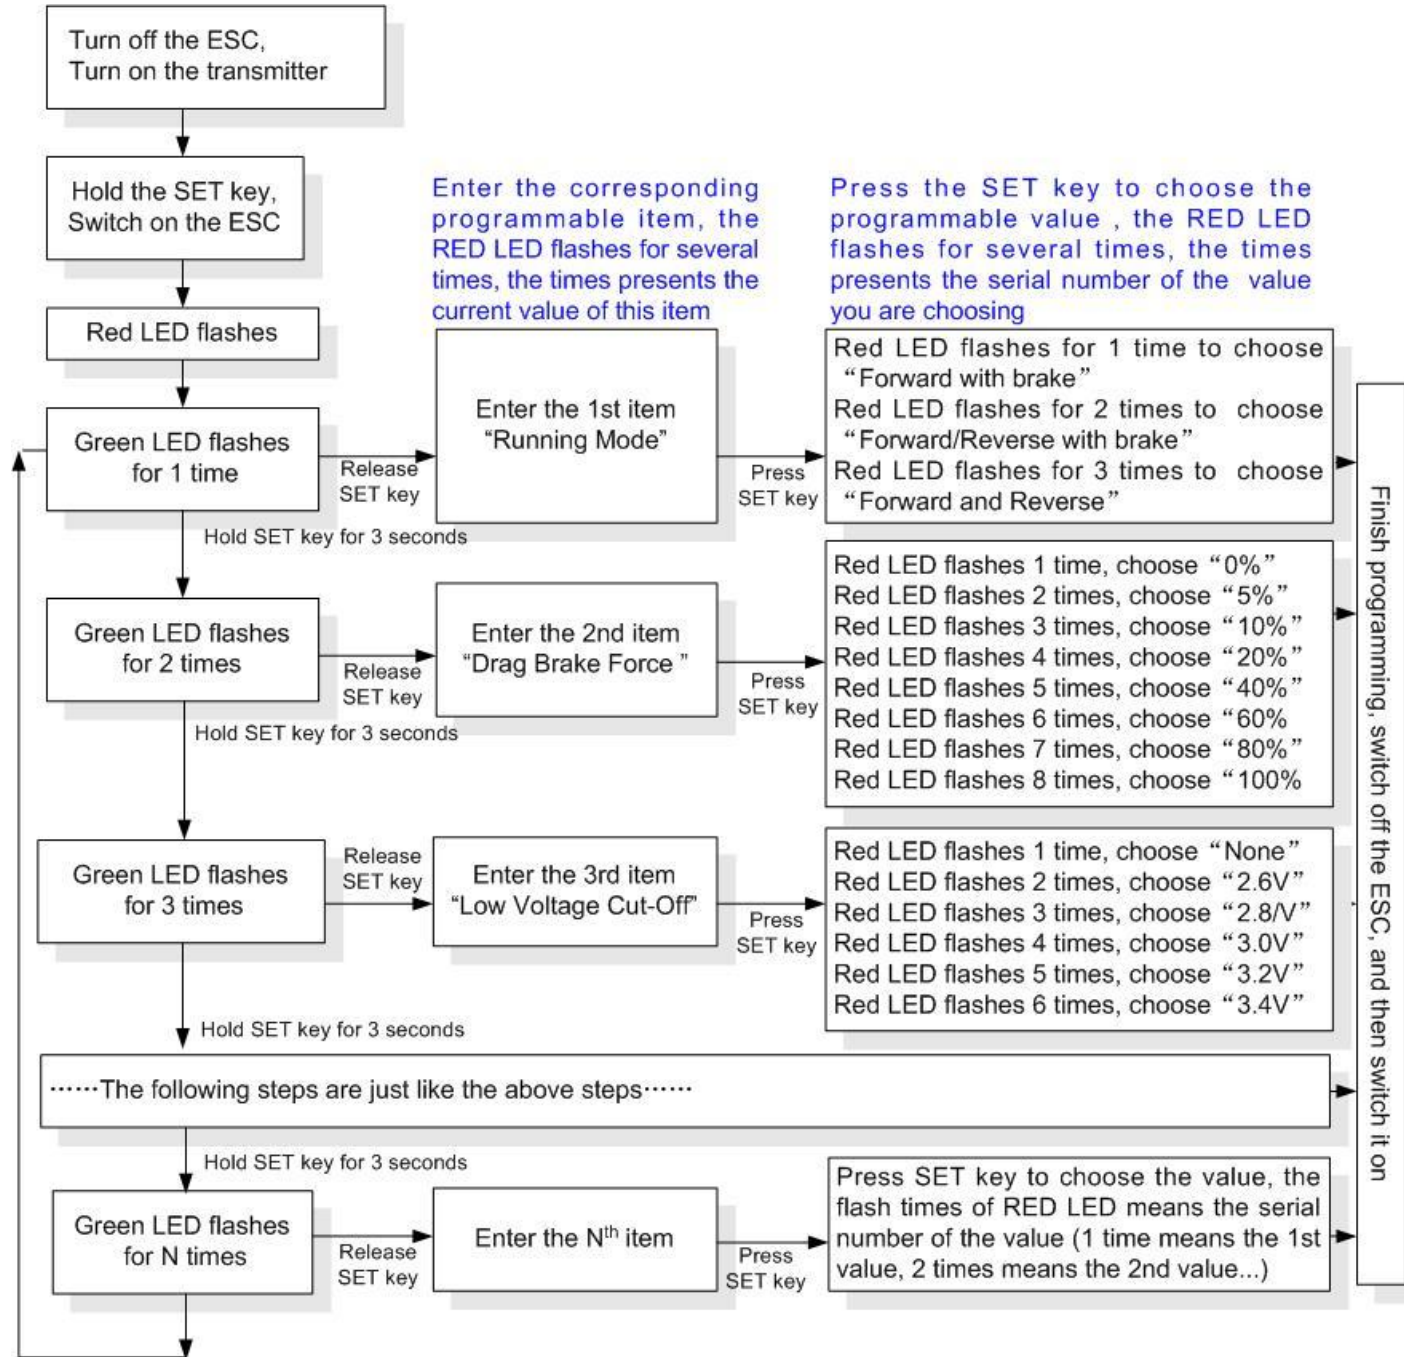 Turn off the ESC,
Turn on the transmitter
Hold the SET key,
Switch on the ESC
Red LED flashes
Enter the corresponding
programmable item, the
RED LED flashes for several
times, the times presents the
current value of this item
Press the SET key to choose the
programmable value , the RED LED
flashes for several times, the times
presents the serial number of the value
you are choosing
Green LED flashes
for 1 time
Release
SET key
Enter the 1st item
“Running Mode”
Press
SET key
Red LED flashes for 1 time to choose
“Forward with brake”
Red LED flashes for 2 times to choose
“Forward/Reverse with brake”
Red LED flashes for 3 times to choose
“Forward and Reverse”
Hold SET key for 3 seconds
Green LED flashes
for 2 times
Release
SET key
Enter the 2nd item
“Drag Brake Force ”
Press
SET key
Red LED flashes 1 time, choose “0%”
Red LED flashes 2 times, choose “5%”
Red LED flashes 3 times, choose “10%”
Red LED flashes 4 times, choose “20%”
Red LED flashes 5 times, choose “40%”
Red LED flashes 6 times, choose “60%
Red LED flashes 7 times, choose “80%”
Red LED flashes 8 times, choose “100%
Hold SET key for 3 seconds
Green LED flashes
for 3 times
Release
SET key
Enter the 3rd item
“Low Voltage Cut-Off”
Press
SET key
Red LED flashes 1 time, choose “None”
Red LED flashes 2 times, choose “2.6V”
Red LED flashes 3 times, choose “2.8/V”
Red LED flashes 4 times, choose “3.0V”
Red LED flashes 5 times, choose “3.2V”
Red LED flashes 6 times, choose “3.4V”
Hold SET key for 3 seconds
······The following steps are just like the above steps······
Hold SET key for 3 seconds
Green LED flashes
for N times
Release
SET key
Enter the Nth item
Press
SET key
Press SET key to choose the value, the
flash times of RED LED means the serial
number of the value (1 time means the 1st
value, 2 times means the 2nd value...)
Finish programming, switch off the ESC, and then switch it on